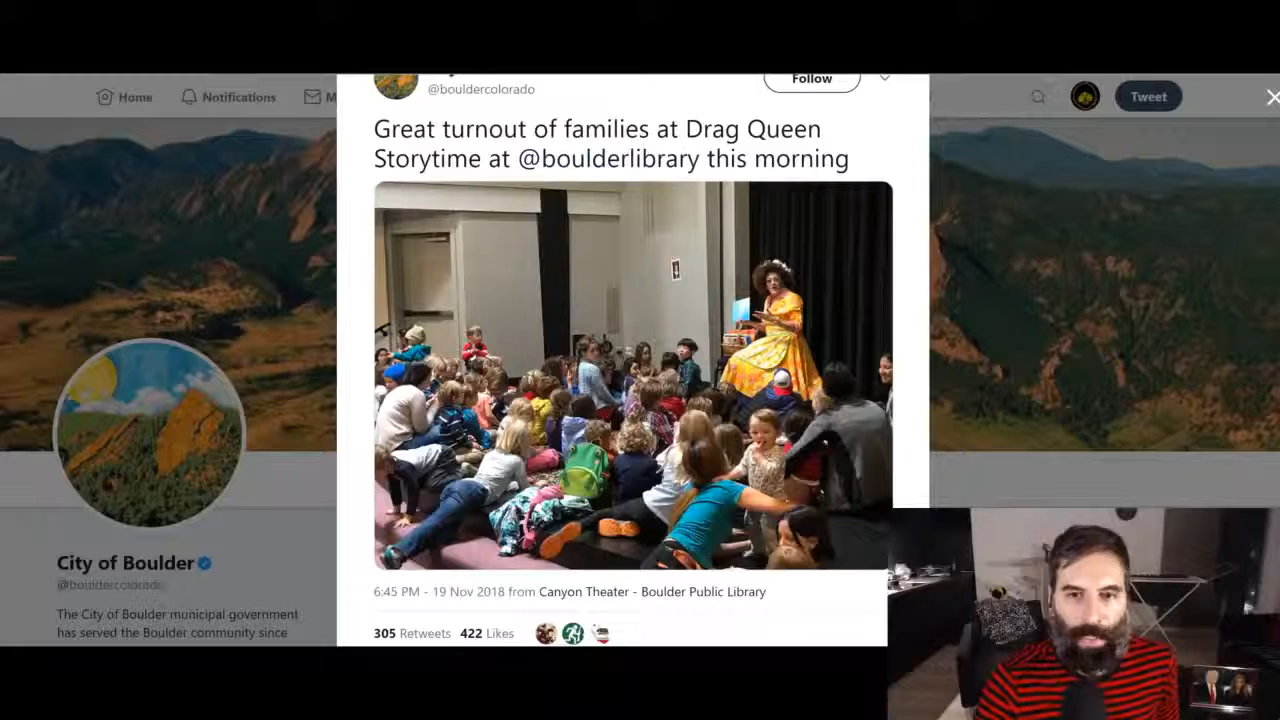 Home
Notifications
M
Follow
Tweet
@bouldercolorado
Great turnout of families at Drag Queen
Storytime at @boulderlibrary this morning
City of Boulder
@bouldercolorado
The City of Boulder municipal government
has served the Boulder community since
6:45 PM - 19 Nov 2018 from Canyon Theater - Boulder Public Library
305 Retweets 422 Likes